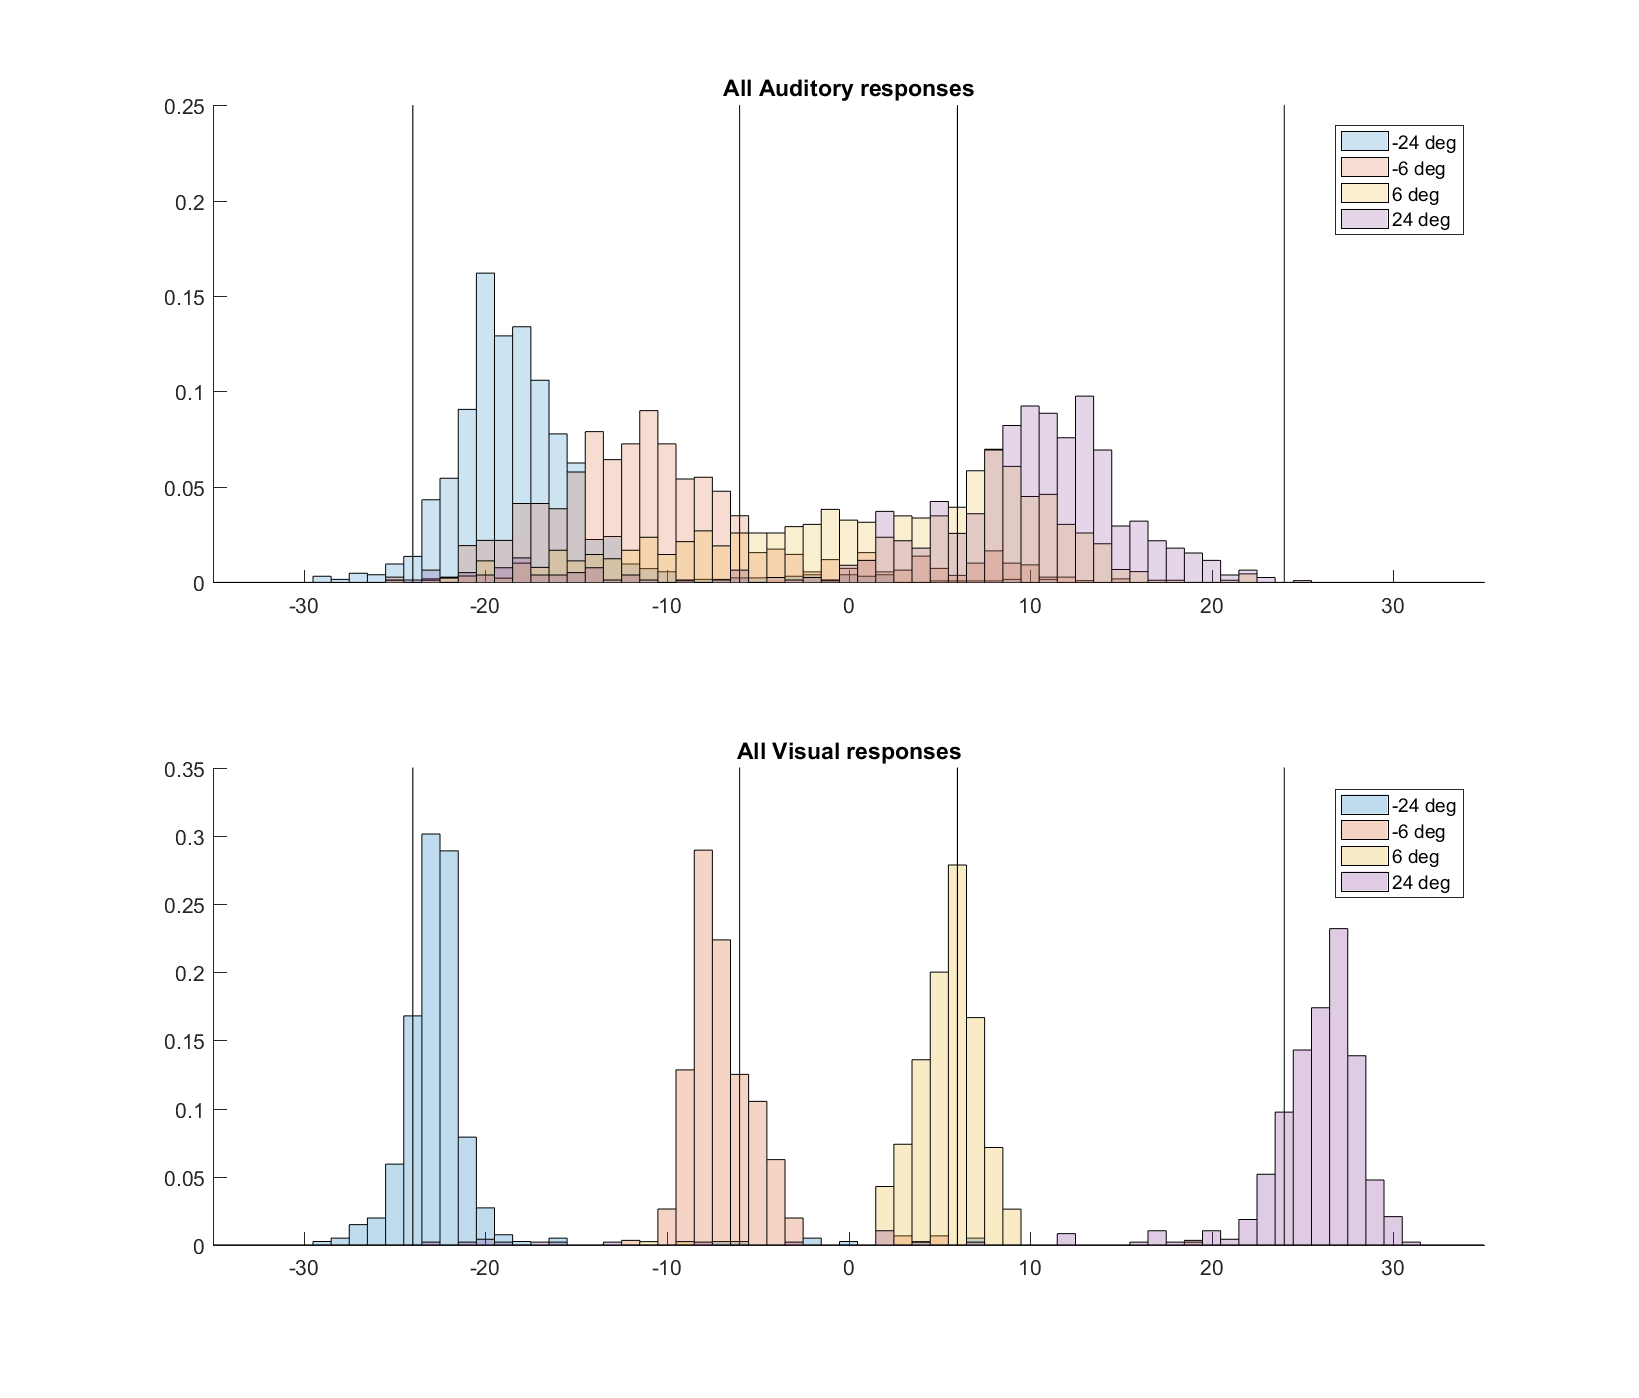 All Auditory responses
0.25
0.2
0.15
0.1
0.05
0
-30 -20 -10 0 10 20 30
-24 deg
-6 deg
6 deg
24 deg
All Visual responses
0.35
0.3
0.25
0.2
0.15
0.1
0.05
0
-30 -20 -10 0 10 20 30
-24 deg
-6 deg
6 deg
24 deg